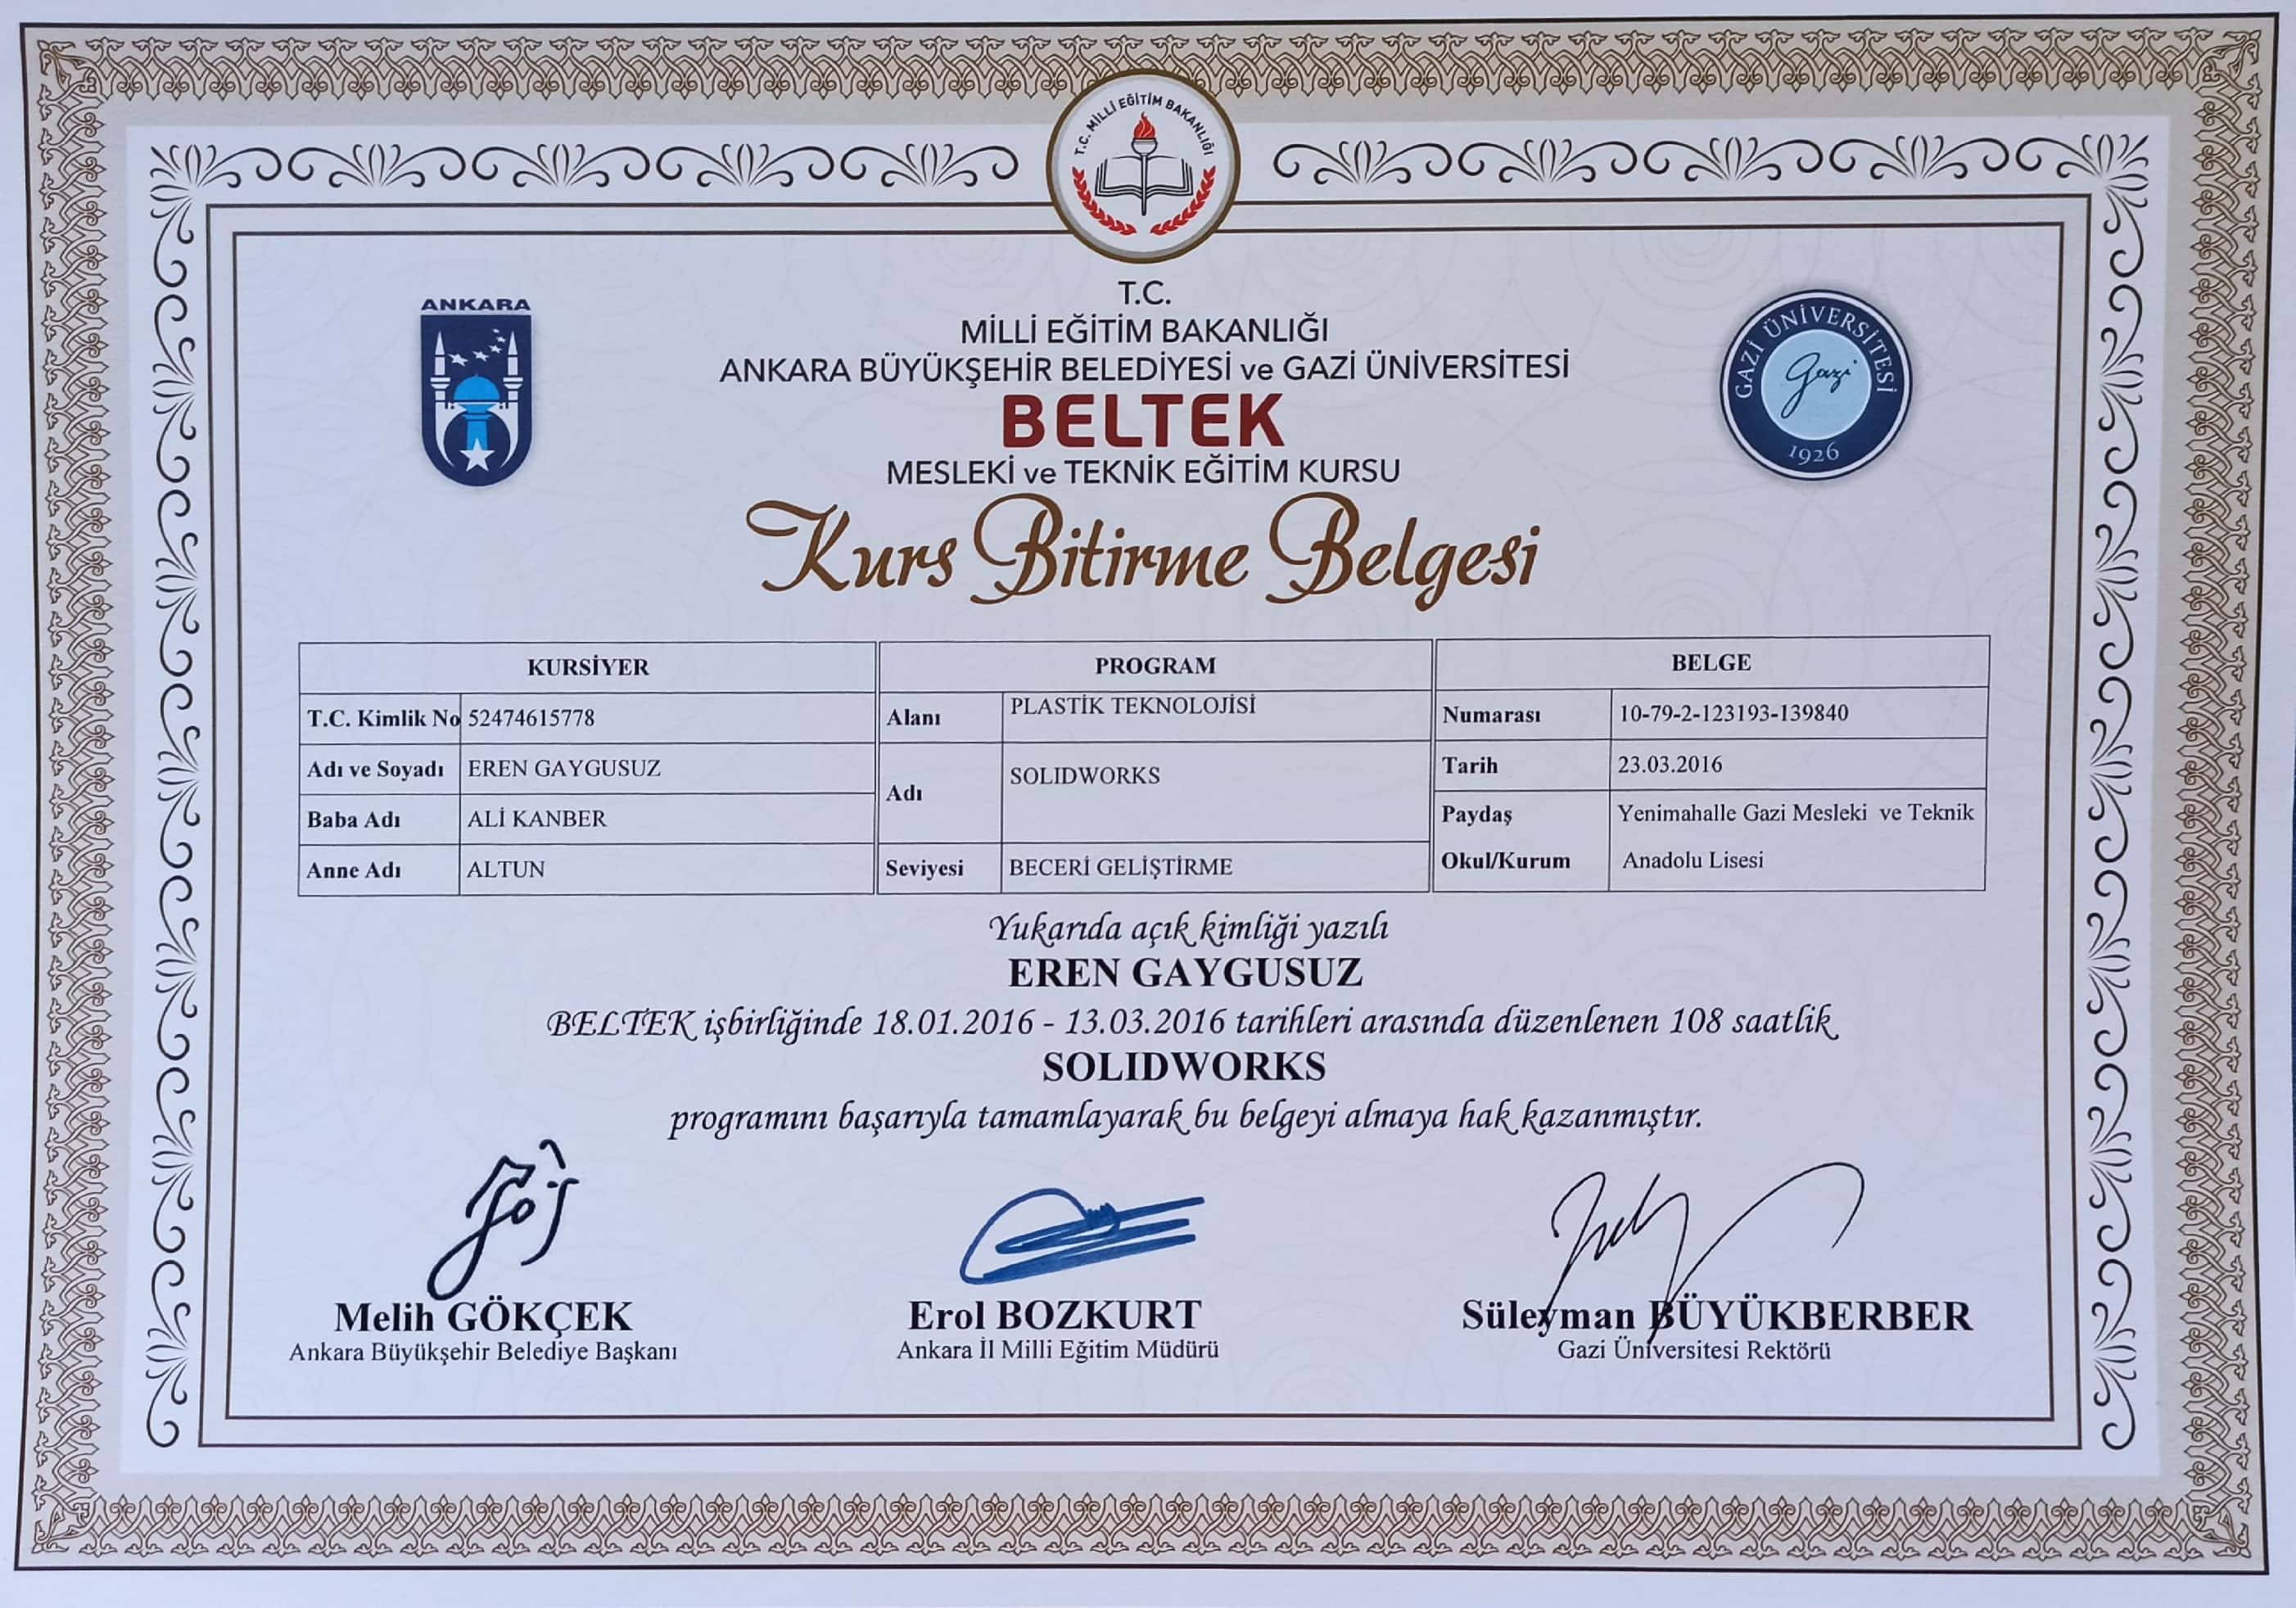 T.C. MİLLİ EĞİTİM BAKANLIĞI
ANKARA
GAZİ ÜNİVERSİTESİ
Gazi
1926
T.C.
MİLLİ EĞİTİM BAKANLIĞI
ANKARA BÜYÜKŞEHİR BELEDİYESİ ve GAZİ ÜNİVERSİTESİ
BELTEK
MESLEKİ ve TEKNİK EĞİTİM KURSU
Kurs Bitirme Belgesi
KURSİYER
T.C. Kimlik No 52474615778
Adı ve Soyadı EREN GAYGUSUZ
Baba Adı ALİ KANBER
Anne Adı ALTUN
PROGRAM
Alanı PLASTİK TEKNOLOJİSİ
Adı SOLIDWORKS
Seviyesi BECERİ GELİŞTİRME
BELGE
Numarası 10-79-2-123193-139840
Tarih 23.03.2016
Paydaş Yenimahalle Gazi Mesleki ve Teknik
Okul/Kurum Anadolu Lisesi
Yukarıda açık kimliği yazılı
EREN GAYGUSUZ
BELTEK işbirliğinde 18.01.2016 - 13.03.2016 tarihleri arasında düzenlenen 108 saatlik
SOLIDWORKS
programını başarıyla tamamlayarak bu belgeyi almaya hak kazanmıştır.
Melih GÖKÇEK
Ankara Büyükşehir Belediye Başkanı
Erol BOZKURT
Ankara İl Milli Eğitim Müdürü
Süleyman BÜYÜKBERBER
Gazi Üniversitesi Rektörü